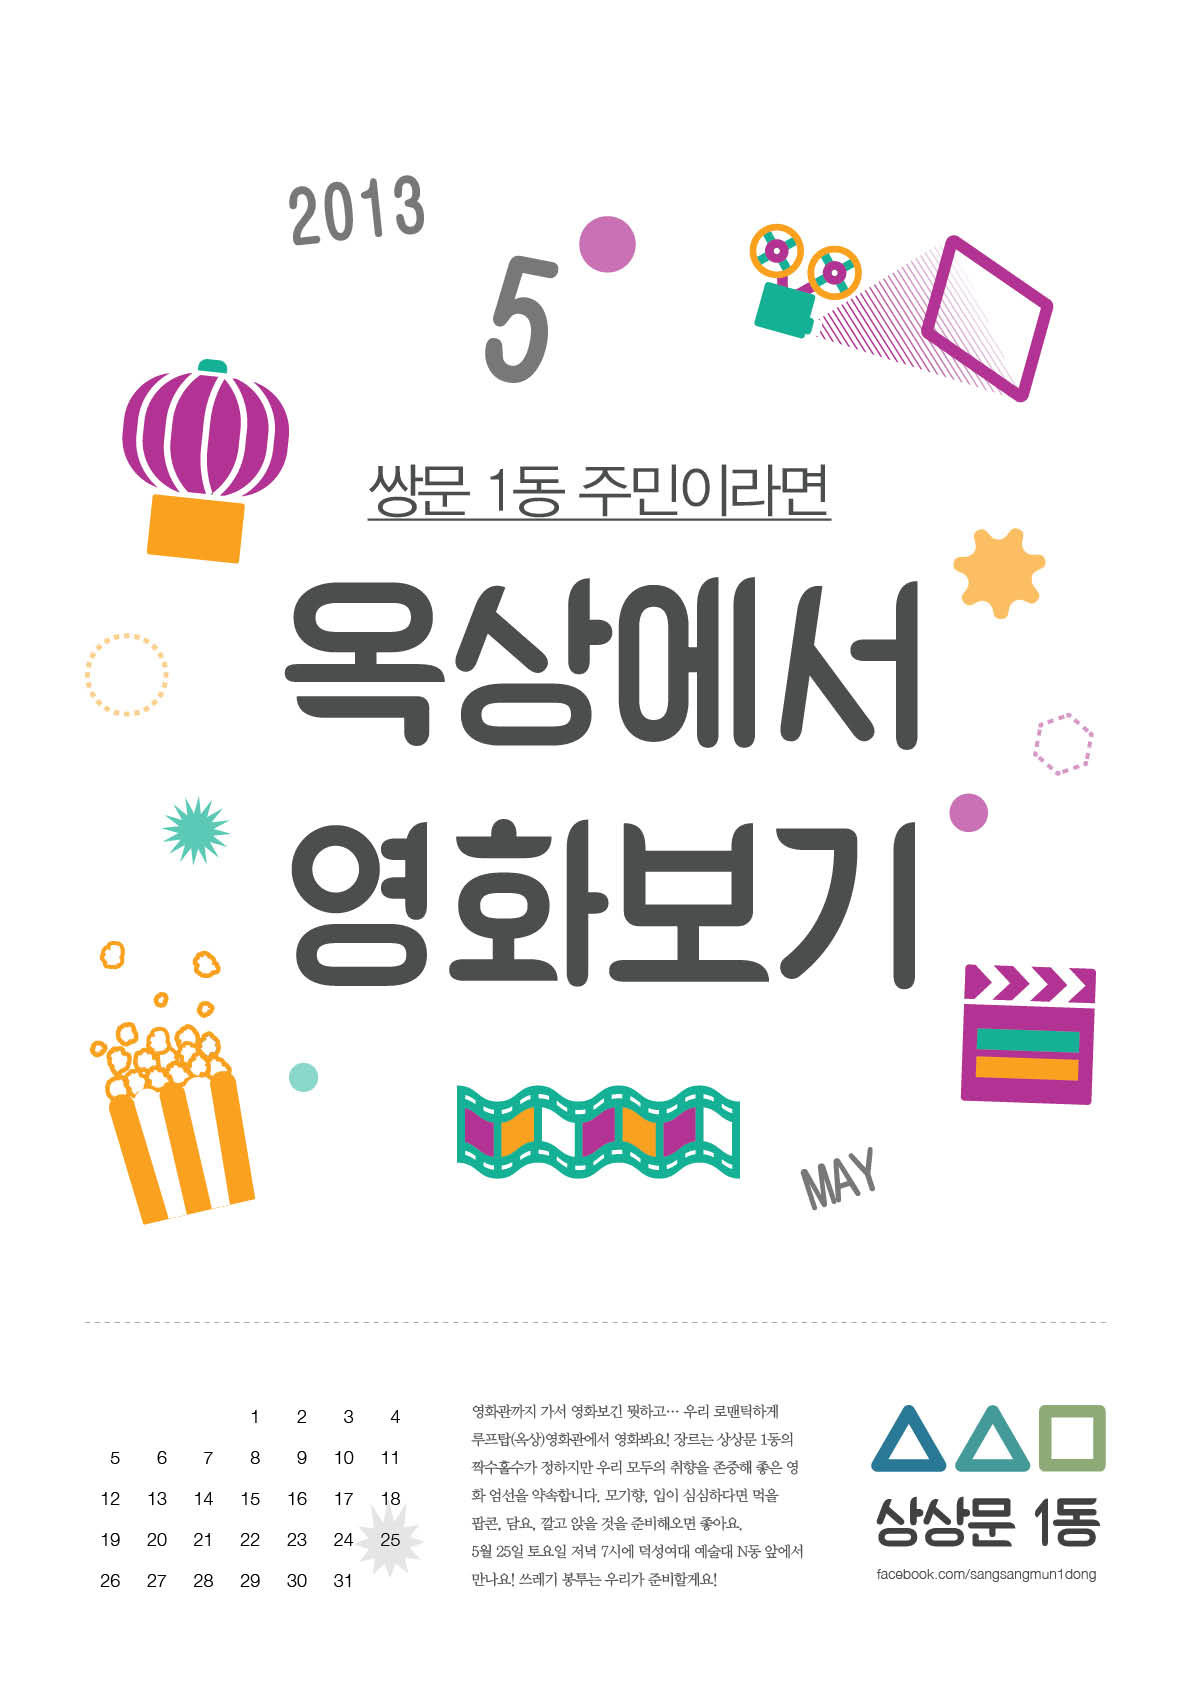 2013
5
쌍문 1동 주민이라면
옥상에서
영화보기
MAY
1 2 3 4
5 6 7 8 9 10 11
12 13 14 15 16 17 18
19 20 21 22 23 24 25
26 27 28 29 30 31
영화관까지 가서 영화보긴 뭣하고… 우리 로맨틱하게
루프탑(옥상)영화관에서 영화봐요! 장르는 상상문 1동의
짝수홀수가 정하지만 우리 모두의 취향을 존중해 좋은 영
화 엄선을 약속합니다. 모기향, 입이 심심하다면 먹을
팝콘, 담요, 깔고 앉을 것을 준비해오면 좋아요.
5월 25일 토요일 저녁 7시에 덕성여대 예술대 N동 앞에서
만나요! 쓰레기 봉투는 우리가 준비할게요!
상상문 1동
facebook.com/sangsangmun1dong